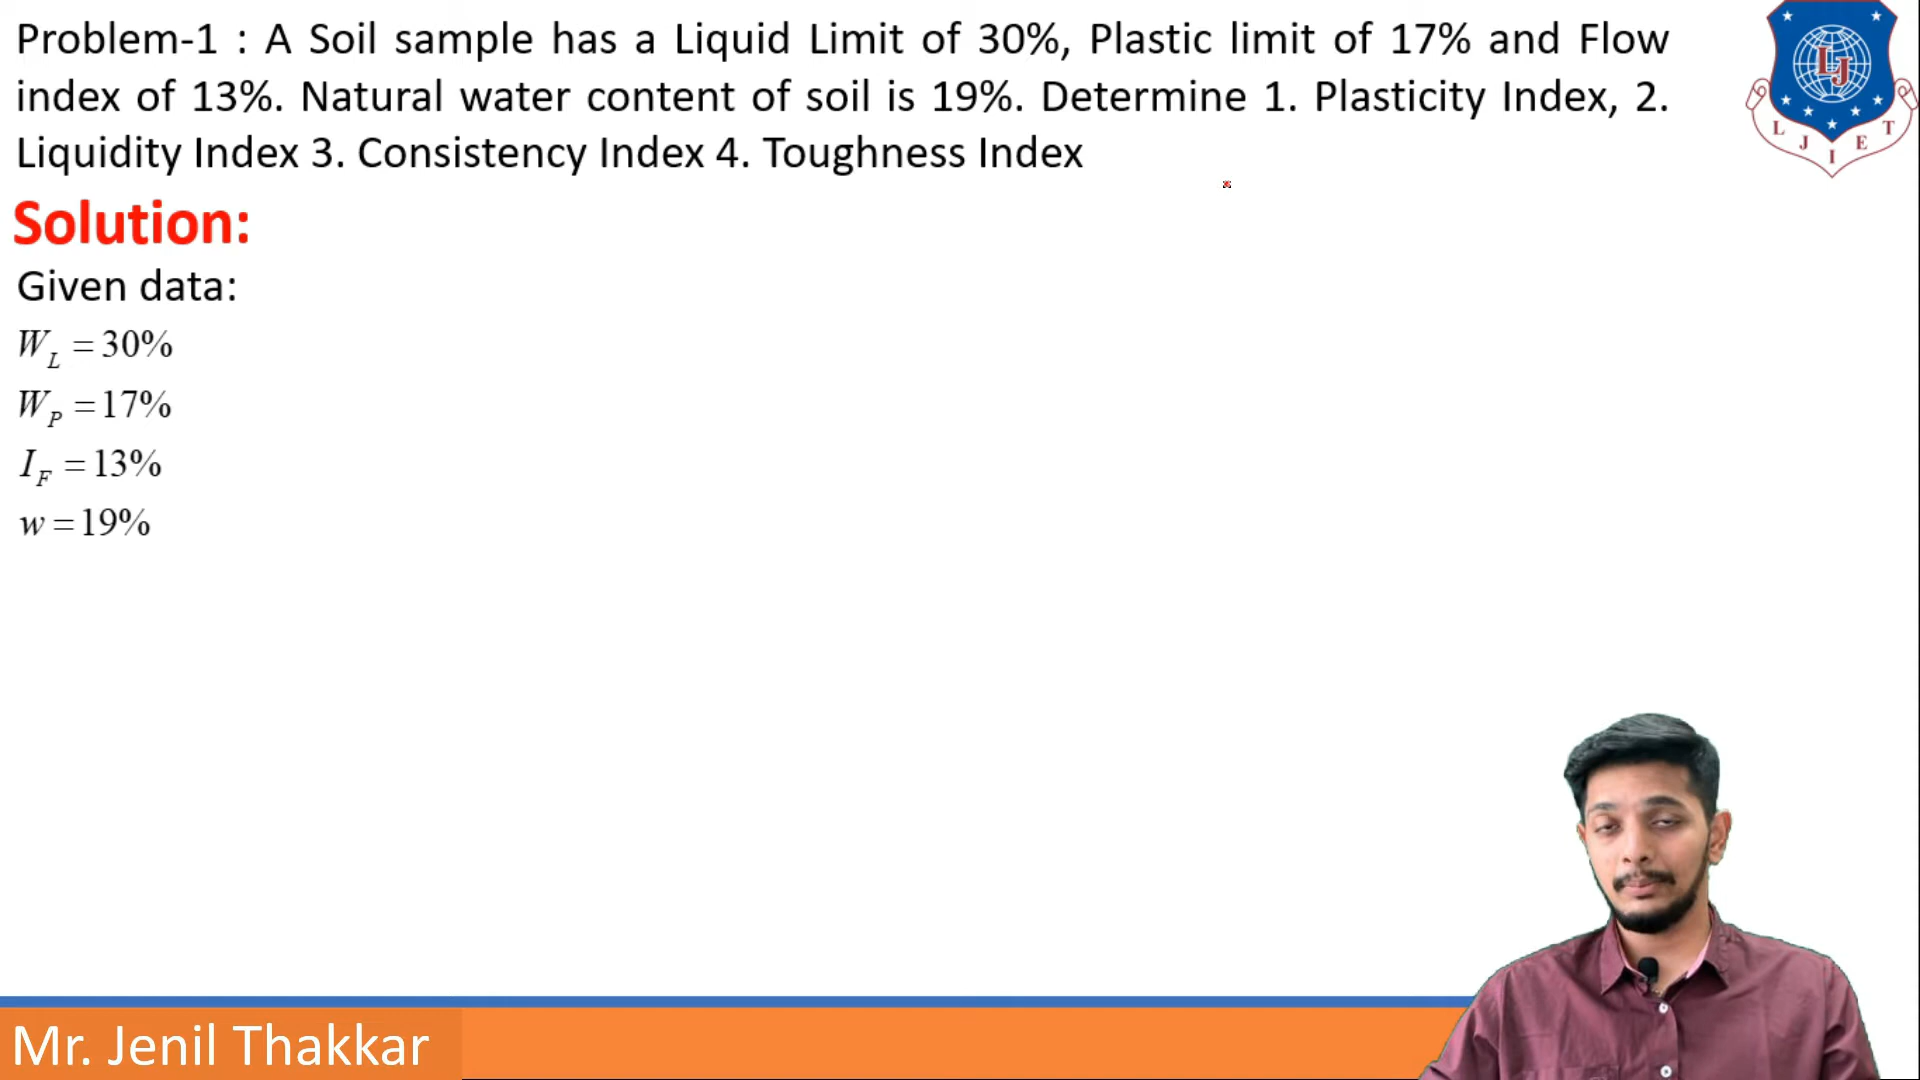 Problem-1 : A Soil sample has a Liquid Limit of 30%, Plastic limit of 17% and Flow
index of 13%. Natural water content of soil is 19%. Determine 1. Plasticity Index, 2.
Liquidity Index 3. Consistency Index 4. Toughness Index
LJ
L J I E T
Solution:
Given data:
W_L = 30%
W_P = 17%
I_F = 13%
w = 19%
Mr. Jenil Thakkar